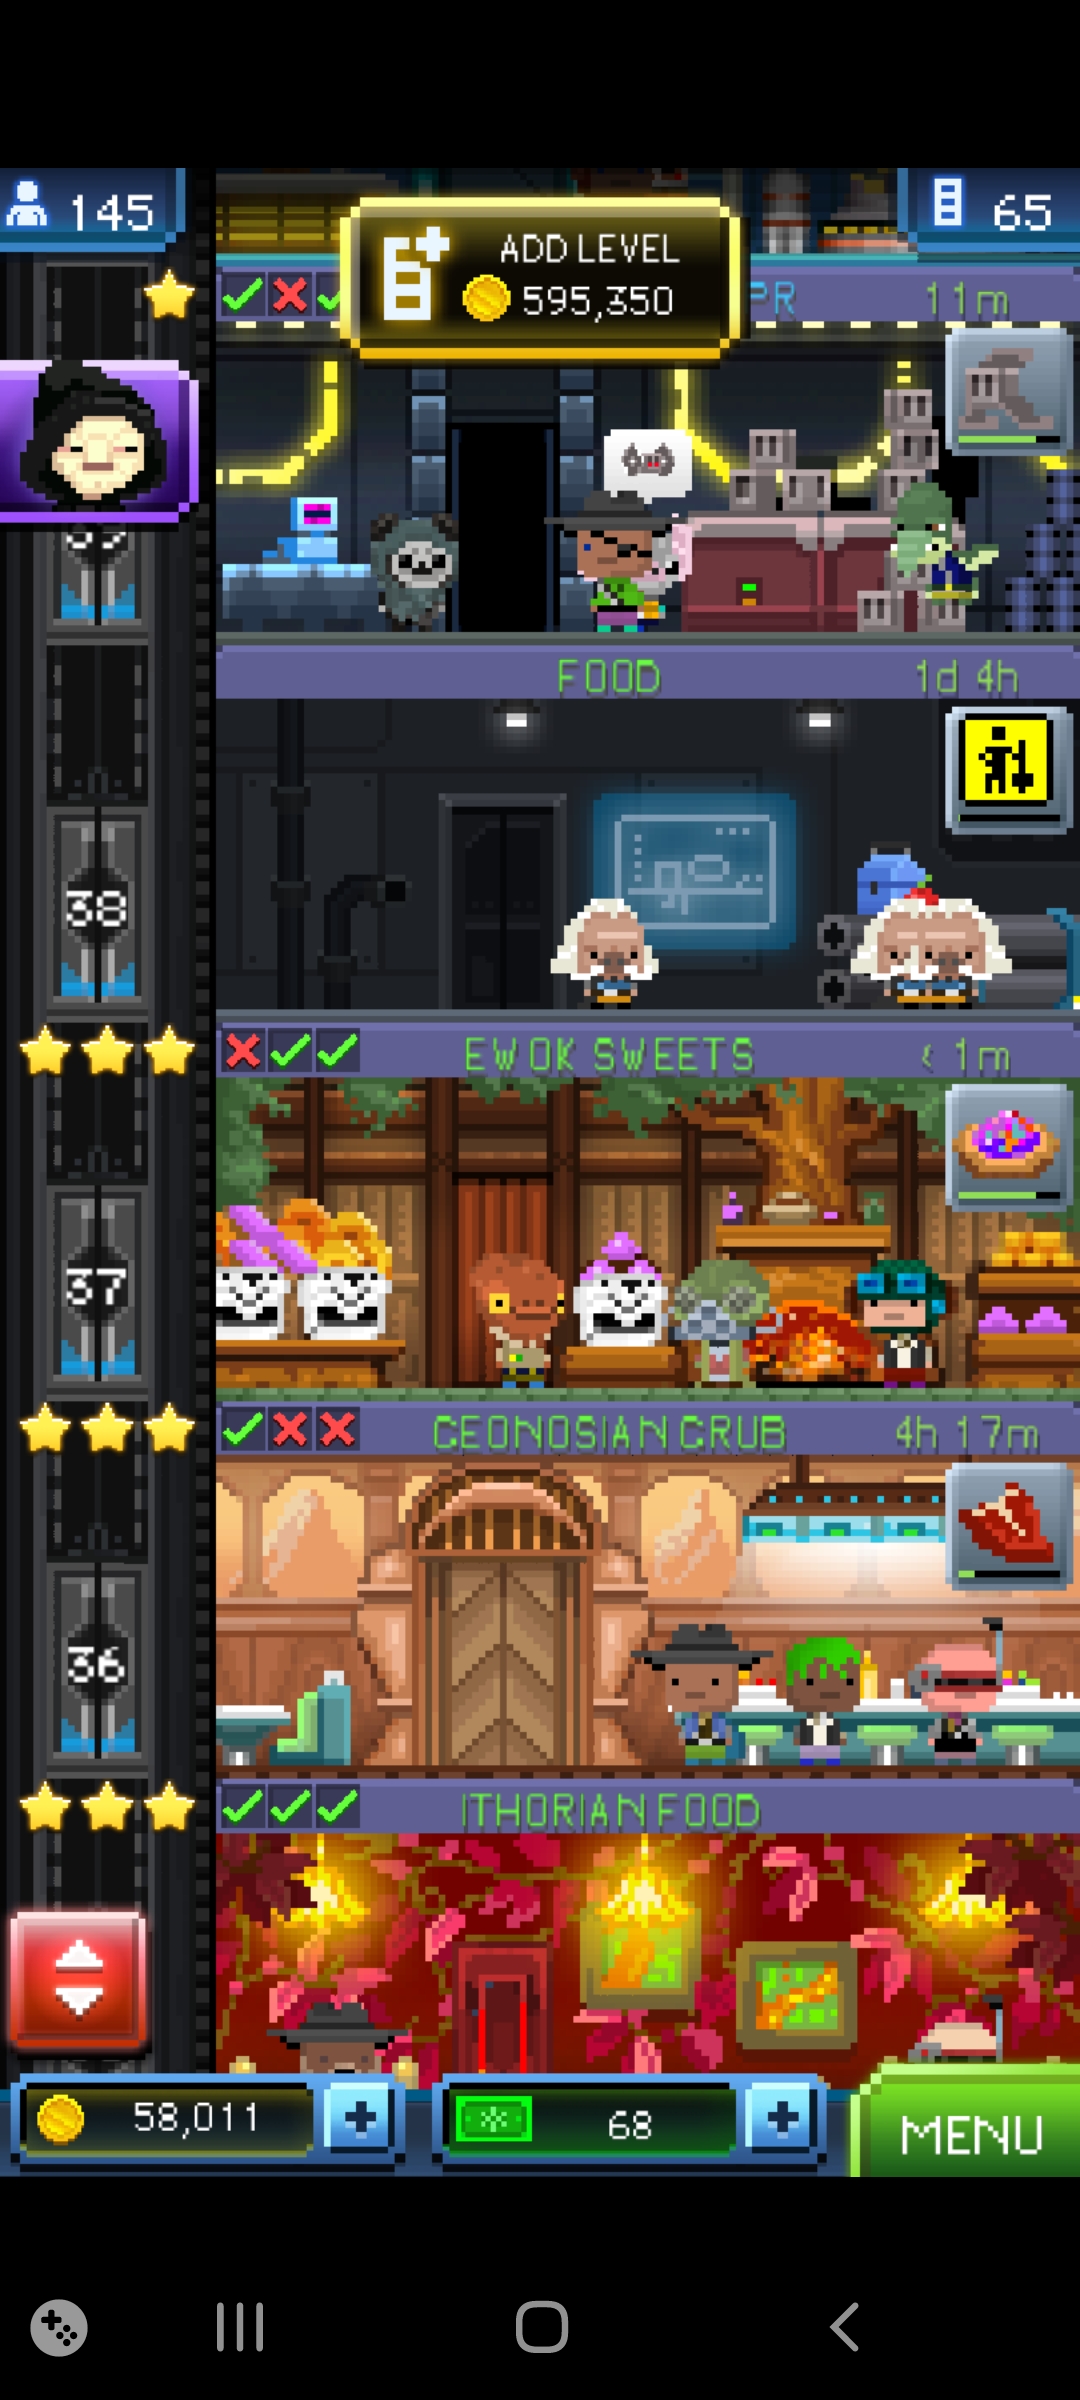 145
ADD LEVEL
595,350
65
PR
11m
FOOD
1d 4h
38
EWOK SWEETS
< 1m
37
GEONOSIAN GRUB
4h 17m
36
ITHORIAN FOOD
58,011
68
MENU